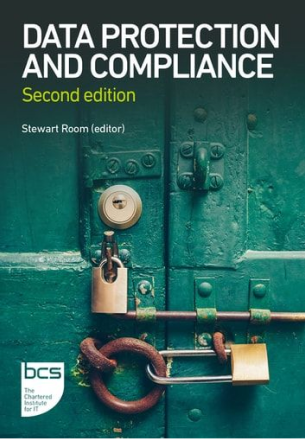 DATA PROTECTION
AND COMPLIANCE
Second edition
Stewart Room (editor)
bcs
The
Chartered
Institute
for IT